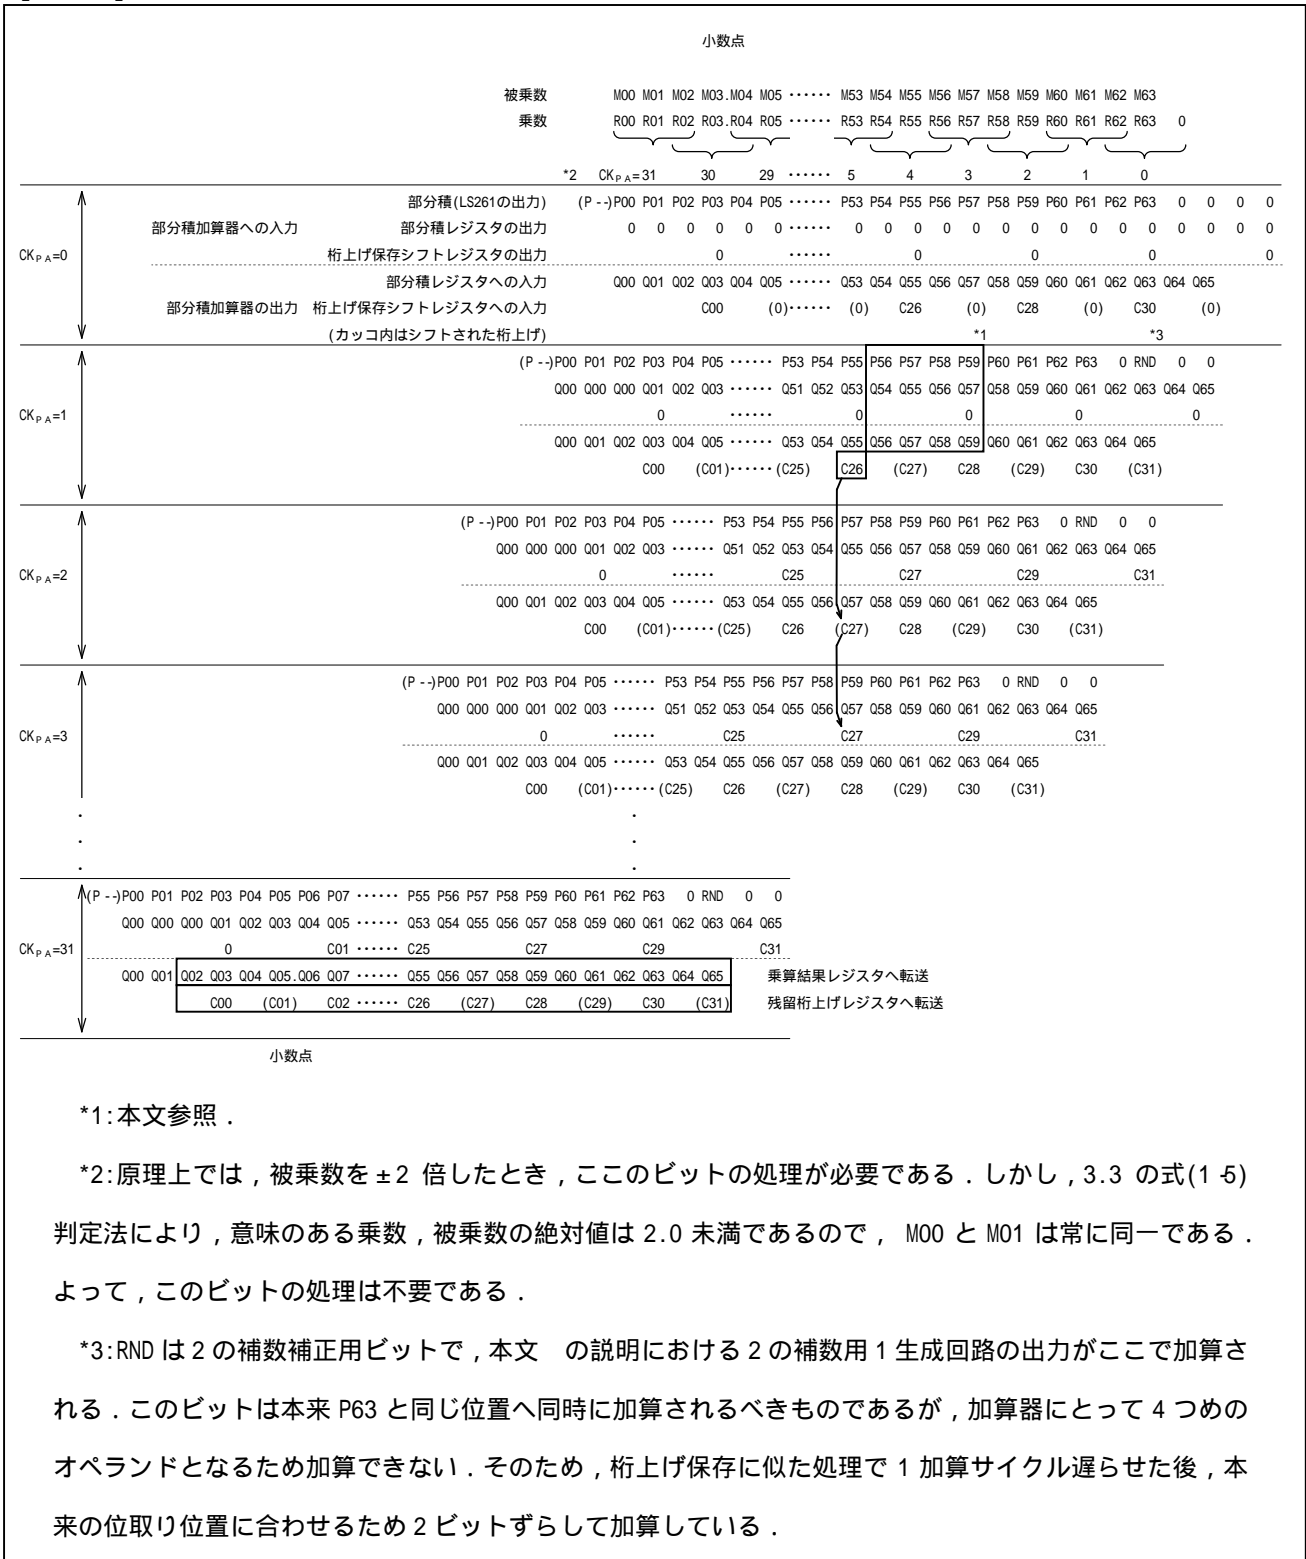 小数点
被乗数 M00 M01 M02 M03.M04 M05 ‥‥‥ M53 M54 M55 M56 M57 M58 M59 M60 M61 M62 M63
乗数 R00 R01 R02 R03.R04 R05 ‥‥‥ R53 R54 R55 R56 R57 R58 R59 R60 R61 R62 R63 0
*2 CKPA=31 30 29 ‥‥‥ 5 4 3 2 1 0
部分積(LS261の出力) (P--)P00 P01 P02 P03 P04 P05 ‥‥‥ P53 P54 P55 P56 P57 P58 P59 P60 P61 P62 P63 0 0 0 0
部分積加算器への入力 部分積レジスタの出力 0 0 0 0 0 0 ‥‥‥ 0 0 0 0 0 0 0 0 0 0 0 0 0 0 0
CKPA=0 桁上げ保存シフトレジスタの出力 0 ‥‥‥ 0 0 0 0
部分積レジスタへの入力 Q00 Q01 Q02 Q03 Q04 Q05 ‥‥‥ Q53 Q54 Q55 Q56 Q57 Q58 Q59 Q60 Q61 Q62 Q63 Q64 Q65
部分積加算器の出力 桁上げ保存シフトレジスタへの入力 C00 (0)‥‥‥ (0) C26 (0) C28 (0) C30 (0)
(カッコ内はシフトされた桁上げ) *1 *3
(P--)P00 P01 P02 P03 P04 P05 ‥‥‥ P53 P54 P55 P56 P57 P58 P59 P60 P61 P62 P63 0 RND 0 0
Q00 Q00 Q00 Q01 Q02 Q03 ‥‥‥ Q51 Q52 Q53 Q54 Q55 Q56 Q57 Q58 Q59 Q60 Q61 Q62 Q63 Q64 Q65
CKPA=1 0 ‥‥‥ 0 0 0 0
Q00 Q01 Q02 Q03 Q04 Q05 ‥‥‥ Q53 Q54 Q55 Q56 Q57 Q58 Q59 Q60 Q61 Q62 Q63 Q64 Q65
C00 (C01)‥‥‥(C25) C26 (C27) C28 (C29) C30 (C31)
(P--)P00 P01 P02 P03 P04 P05 ‥‥‥ P53 P54 P55 P56 P57 P58 P59 P60 P61 P62 P63 0 RND 0 0
Q00 Q00 Q00 Q01 Q02 Q03 ‥‥‥ Q51 Q52 Q53 Q54 Q55 Q56 Q57 Q58 Q59 Q60 Q61 Q62 Q63 Q64 Q65
CKPA=2 0 ‥‥‥ C25 C27 C29 C31
Q00 Q01 Q02 Q03 Q04 Q05 ‥‥‥ Q53 Q54 Q55 Q56 Q57 Q58 Q59 Q60 Q61 Q62 Q63 Q64 Q65
C00 (C01)‥‥‥(C25) C26 (C27) C28 (C29) C30 (C31)
(P--)P00 P01 P02 P03 P04 P05 ‥‥‥ P53 P54 P55 P56 P57 P58 P59 P60 P61 P62 P63 0 RND 0 0
Q00 Q00 Q00 Q01 Q02 Q03 ‥‥‥ Q51 Q52 Q53 Q54 Q55 Q56 Q57 Q58 Q59 Q60 Q61 Q62 Q63 Q64 Q65
CKPA=3 0 ‥‥‥ C25 C27 C29 C31
Q00 Q01 Q02 Q03 Q04 Q05 ‥‥‥ Q53 Q54 Q55 Q56 Q57 Q58 Q59 Q60 Q61 Q62 Q63 Q64 Q65
C00 (C01)‥‥‥(C25) C26 (C27) C28 (C29) C30 (C31)
(P--)P00 P01 P02 P03 P04 P05 P06 P07 ‥‥‥ P55 P56 P57 P58 P59 P60 P61 P62 P63 0 RND 0 0
Q00 Q00 Q00 Q01 Q02 Q03 Q04 Q05 ‥‥‥ Q53 Q54 Q55 Q56 Q57 Q58 Q59 Q60 Q61 Q62 Q63 Q64 Q65
CKPA=31 0 C01 ‥‥‥ C25 C27 C29 C31
Q00 Q01 Q02 Q03 Q04 Q05.Q06 Q07 ‥‥‥ Q55 Q56 Q57 Q58 Q59 Q60 Q61 Q62 Q63 Q64 Q65 乗算結果レジスタへ転送
C00 (C01) C02 ‥‥‥ C26 (C27) C28 (C29) C30 (C31) 残留桁上げレジスタへ転送
小数点
*1:本文参照．
*2:原理上では，被乗数を±2 倍したとき，ここのビットの処理が必要である．しかし，3.3 の式(1-5)
判定法により，意味のある乗数，被乗数の絶対値は 2.0 未満であるので， M00 と M01 は常に同一である．
よって，このビットの処理は不要である．
*3:RND は 2 の補数補正用ビットで，本文 の説明における 2 の補数用 1 生成回路の出力がここで加算さ
れる．このビットは本来 P63 と同じ位置へ同時に加算されるべきものであるが，加算器にとって 4 つめの
オペランドとなるため加算できない．そのため，桁上げ保存に似た処理で 1 加算サイクル遅らせた後，本
来の位取り位置に合わせるため 2 ビットずらして加算している．